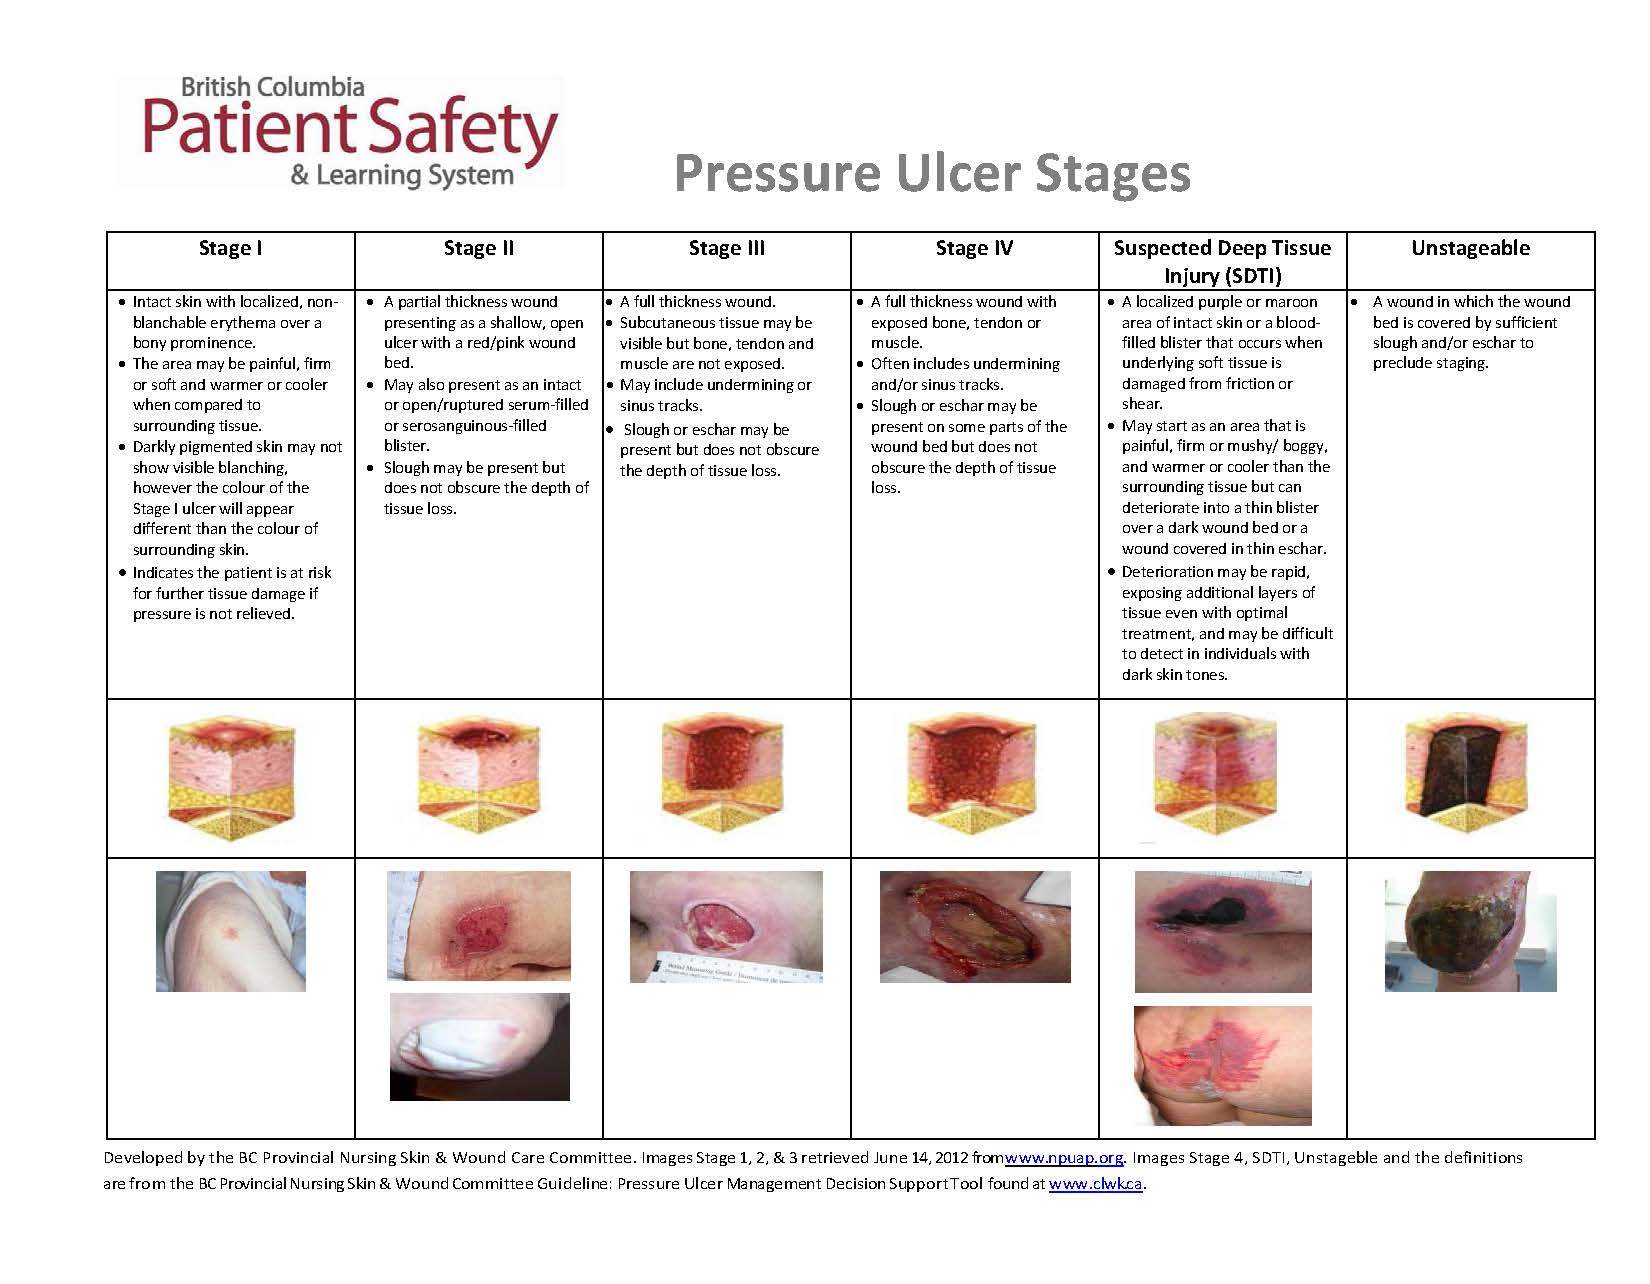 British Columbia
Patient Safety
& Learning System
Pressure Ulcer Stages
Stage I
Stage II
Stage III
Stage IV
Suspected Deep Tissue
Injury (SDTI)
Unstageable
• Intact skin with localized, non-
blanchable erythema over a
bony prominence.
• The area may be painful, firm
or soft and warmer or cooler
when compared to
surrounding tissue.
• Darkly pigmented skin may not
show visible blanching,
however the colour of the
Stage I ulcer will appear
different than the colour of
surrounding skin.
• Indicates the patient is at risk
for further tissue damage if
pressure is not relieved.
• A partial thickness wound
presenting as a shallow, open
ulcer with a red/pink wound
bed.
• May also present as an intact
or open/ruptured serum-filled
or serosanguinous-filled
blister.
• Slough may be present but
does not obscure the depth of
tissue loss.
• A full thickness wound.
• Subcutaneous tissue may be
visible but bone, tendon and
muscle are not exposed.
• May include undermining or
sinus tracks.
• Slough or eschar may be
present but does not obscure
the depth of tissue loss.
• A full thickness wound with
exposed bone, tendon or
muscle.
• Often includes undermining
and/or sinus tracks.
• Slough or eschar may be
present on some parts of the
wound bed but does not
obscure the depth of tissue
loss.
• A localized purple or maroon
area of intact skin or a blood-
filled blister that occurs when
underlying soft tissue is
damaged from friction or
shear.
• May start as an area that is
painful, firm or mushy/ boggy,
and warmer or cooler than the
surrounding tissue but can
deteriorate into a thin blister
over a dark wound bed or a
wound covered in thin eschar.
• Deterioration may be rapid,
exposing additional layers of
tissue even with optimal
treatment, and may be difficult
to detect in individuals with
dark skin tones.
• A wound in which the wound
bed is covered by sufficient
slough and/or eschar to
preclude staging.
Developed by the BC Provincial Nursing Skin & Wound Care Committee. Images Stage 1, 2, & 3 retrieved June 14, 2012 from www.npuap.org. Images Stage 4, SDTI, Unstageble and the definitions
are from the BC Provincial Nursing Skin & Wound Committee Guideline: Pressure Ulcer Management Decision Support Tool found at www.clwk.ca.